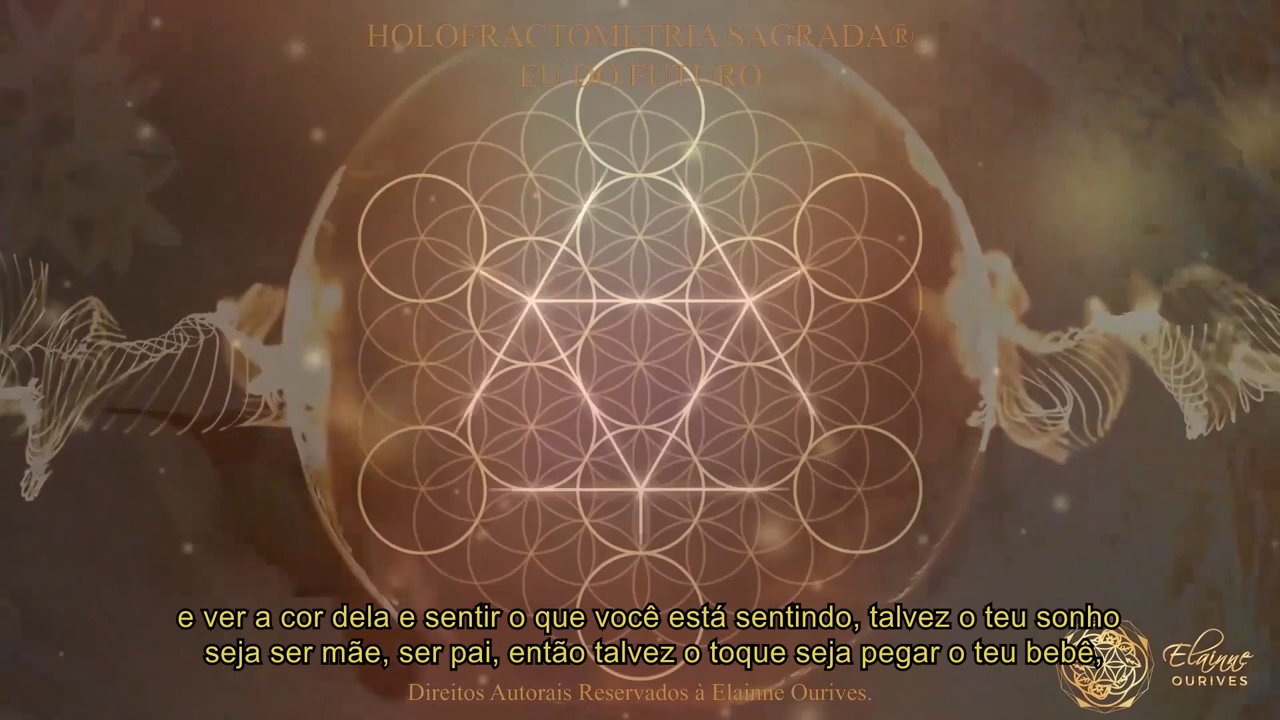 HOLOFRACTOMETRIA SAGRADA®
EU DO FUTURO
e ver a cor dela e sentir o que você está sentindo, talvez o teu sonho
seja ser mãe, ser pai, então talvez o toque seja pegar o teu bebê,
Elainne
OURIVES
Direitos Autorais Reservados à Elainne Ourives.